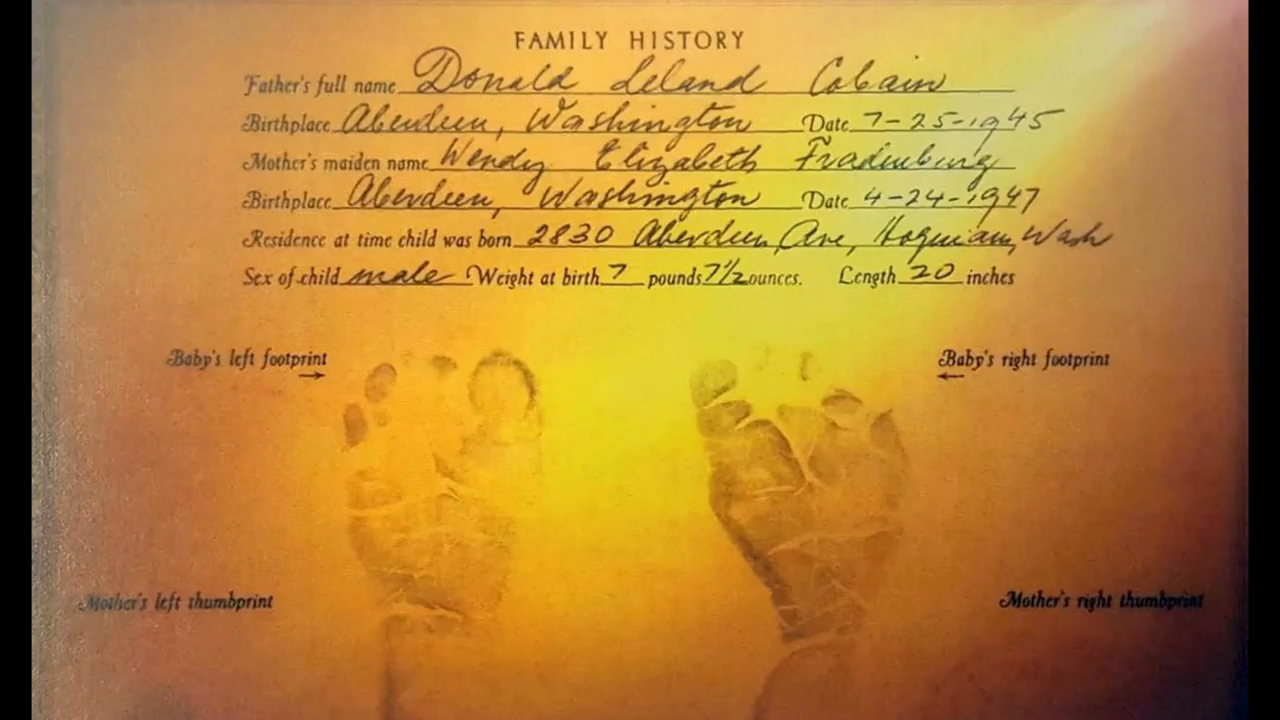 FAMILY HISTORY
Father's full name Donald Leland Cobain
Birthplace Aberdeen, Washington Date 7-25-1945
Mother's maiden name Wendy Elizabeth Fradenburg
Birthplace Aberdeen, Washington Date 4-24-1947
Residence at time child was born 2830 Aberdeen Ave, Hoquiam, Wash
Sex of child male Weight at birth 7 pounds 7 1/2 ounces. Length 20 inches
Baby's left footprint Baby's right footprint
Mother's left thumbprint Mother's right thumbprint